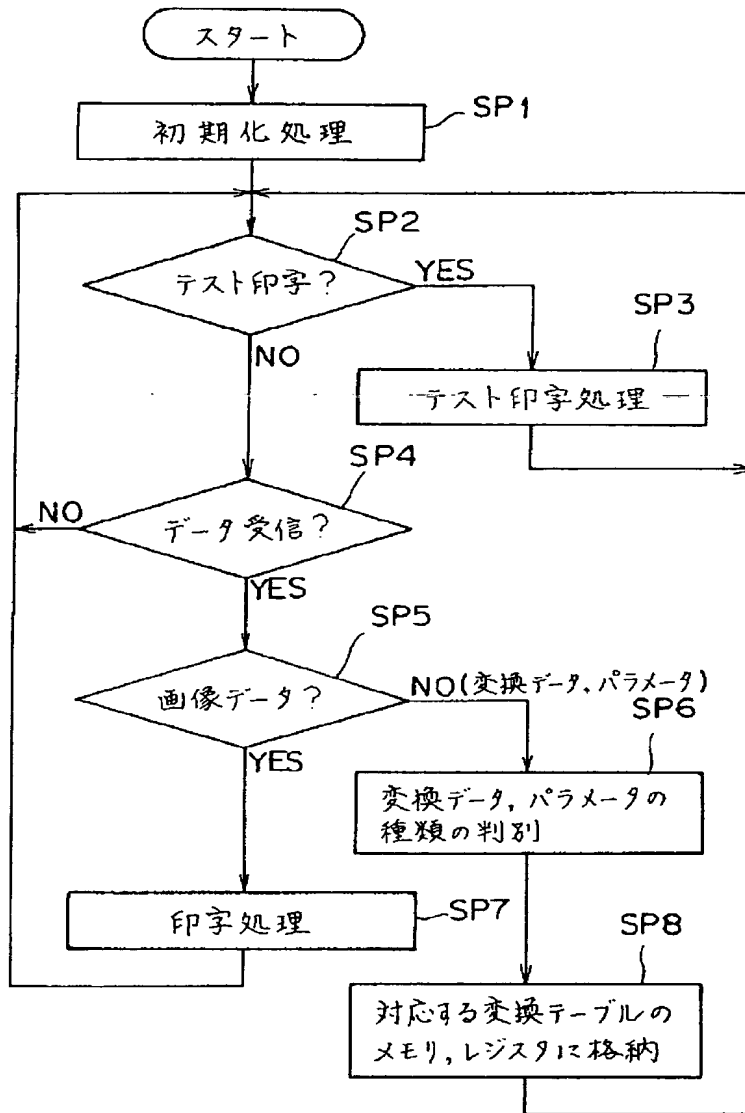 スタート
SP1
初期化処理
SP2
テスト印字?
YES
SP3
NO
テスト印字処理
SP4
NO
データ受信?
YES
SP5
画像データ?
NO(変換データ,パラメータ)
SP6
YES
変換データ,パラメータの
種類の判別
印字処理
SP7
SP8
対応する変換テーブルの
メモリ,レジスタに格納